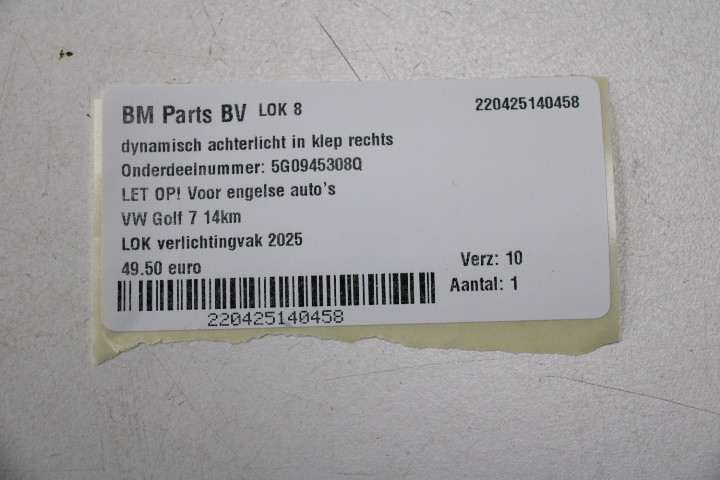 BM Parts BV LOK 8 220425140458
dynamisch achterlicht in klep rechts
Onderdeelnummer: 5G0945308Q
LET OP! Voor engelse auto's
VW Golf 7 14km
LOK verlichtingvak 2025
49.50 euro Verz: 10
Aantal: 1
220425140458